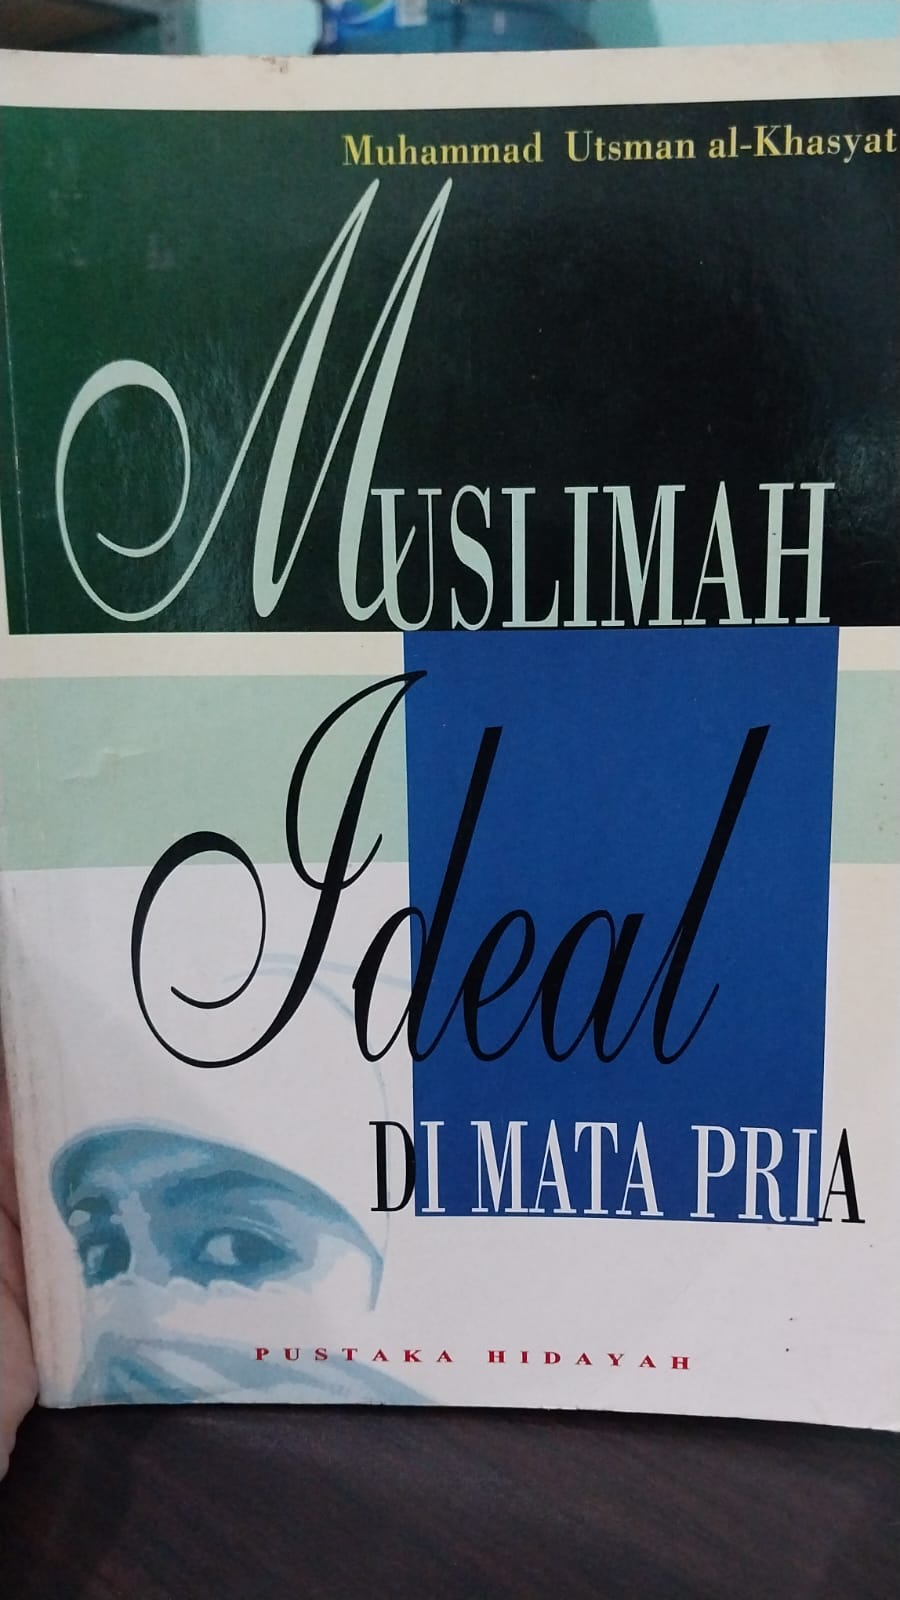 Muhammad Utsman al-Khasyat
MUSLIMAH
Ideal
DI MATA PRIA
PUSTAKA HIDAYAH